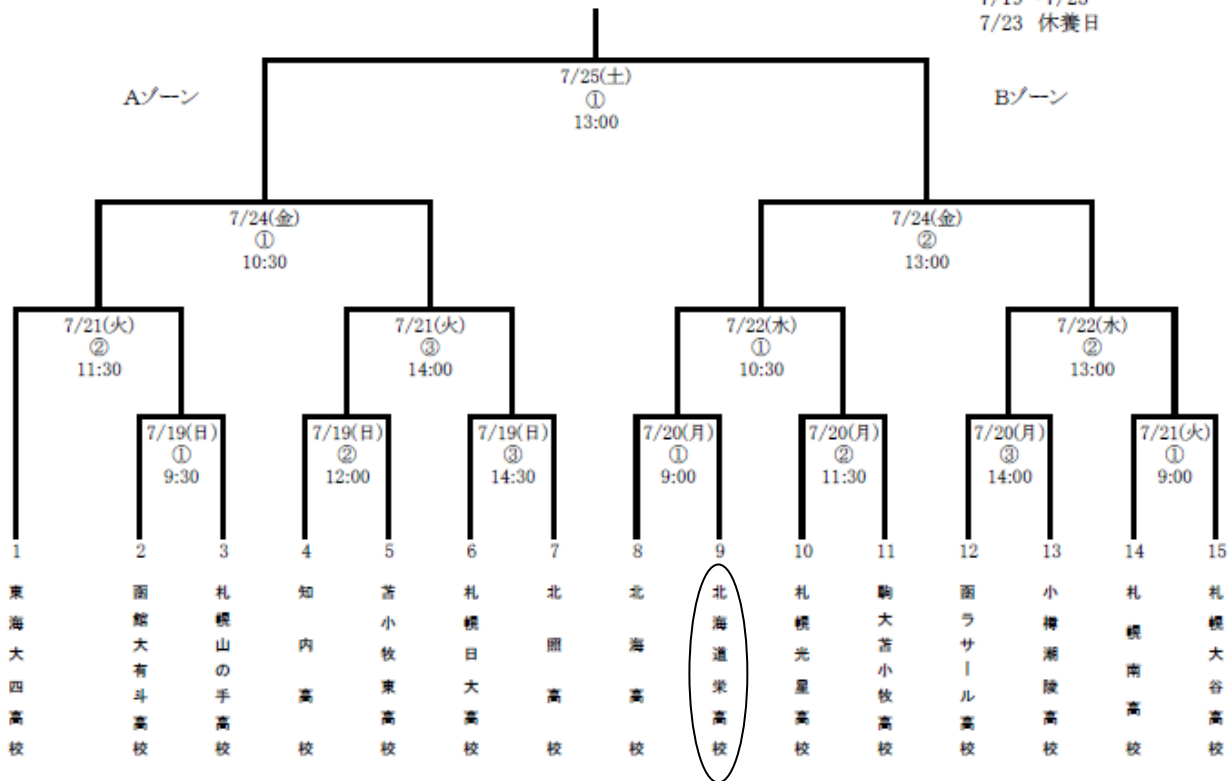 7/23 休養日
7/25(土)
①
13:00
Aゾーン
Bゾーン
7/24(金)
①
10:30
7/24(金)
②
13:00
7/21(火)
②
11:30
7/21(火)
③
14:00
7/22(水)
①
10:30
7/22(水)
②
13:00
7/19(日)
①
9:30
7/19(日)
②
12:00
7/19(日)
③
14:30
7/20(月)
①
9:00
7/20(月)
②
11:30
7/20(月)
③
14:00
7/21(火)
①
9:00
1
2
3
4
5
6
7
8
9
10
11
12
13
14
15
東海大四高校
函館大有斗高校
札幌山の手高校
知内高校
苫小牧東高校
札幌日大高校
北照高校
北海高校
北海道栄高校
札幌光星高校
駒大苫小牧高校
函ラサール高校
小樽潮陵高校
札幌南高校
札幌大谷高校